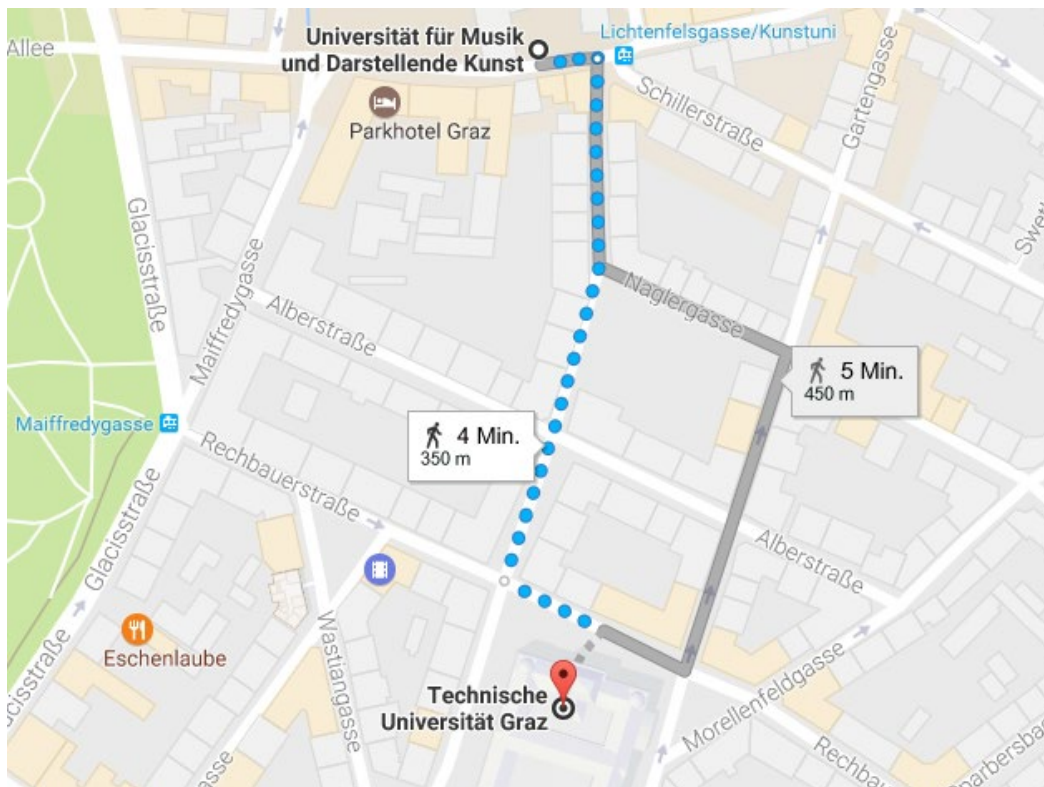 Allee
Universität für Musik
und Darstellende Kunst
Lichtenfelsgasse/Kunstuni
Parkhotel Graz
Schillerstraße
Gartengasse
Glacisstraße
Maiffredygasse
Naglergasse
Alberstraße
5 Min.
450 m
Maiffredygasse
4 Min.
350 m
Rechbauerstraße
Alberstraße
Glacisstraße
Eschenlaube
Wastiangasse
Technische
Universität Graz
Morellenfeldgasse